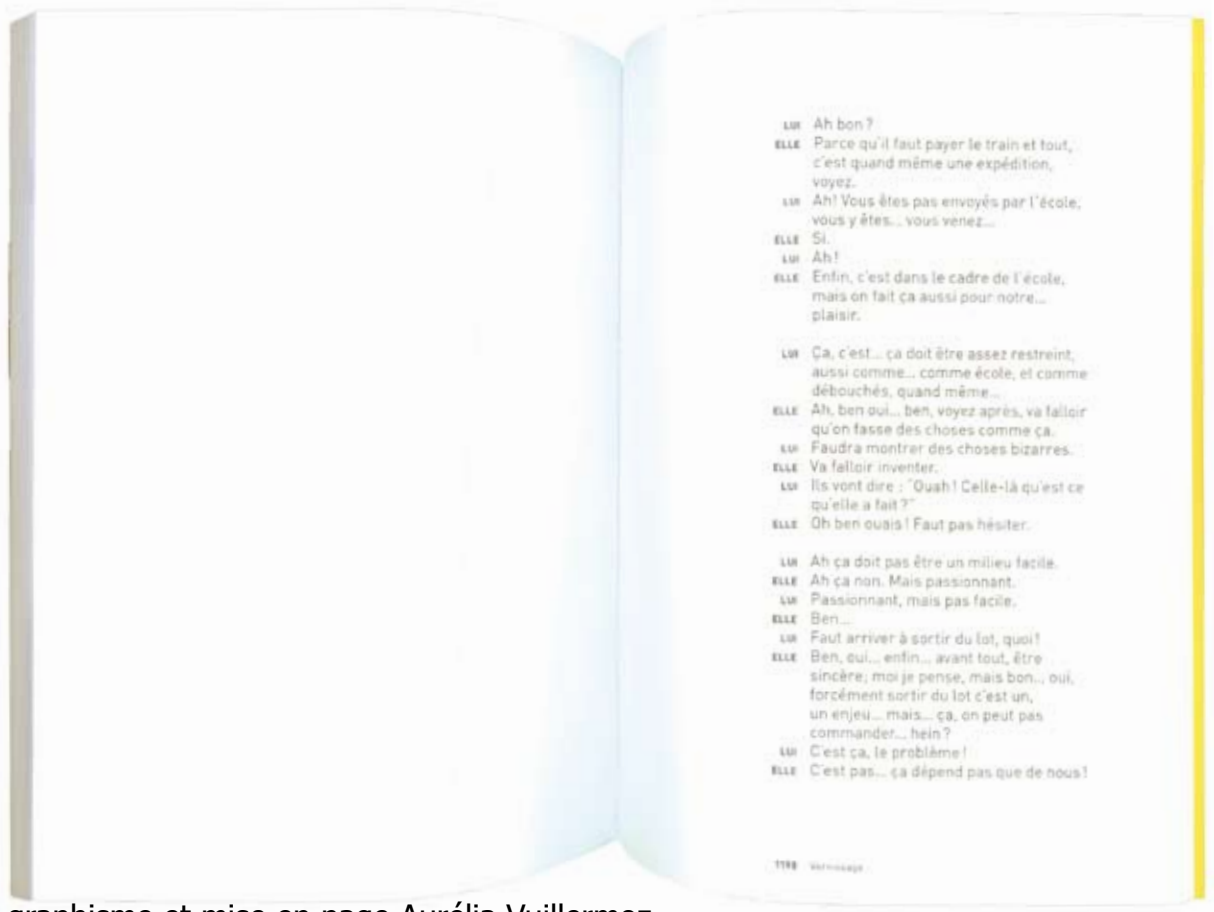 LUI Ah bon ?
ELLE Parce qu'il faut payer le train et tout,
c'est quand même une expédition,
voyez.
LUI Ah! Vous êtes pas envoyés par l'école,
vous y êtes... vous venez...
ELLE Si.
LUI Ah !
ELLE Enfin, c'est dans le cadre de l'école,
mais on fait ça aussi pour notre...
plaisir.
LUI Ça, c'est... ça doit être assez restreint,
aussi comme... comme école, et comme
débouchés, quand même...
ELLE Ah, ben oui... ben, voyez après, va falloir
qu'on fasse des choses comme ça.
LUI Faudra montrer des choses bizarres.
ELLE Va falloir inventer.
LUI Ils vont dire : "Ouah ! Celle-là qu'est ce
qu'elle a fait ?"
ELLE Oh ben ouais ! Faut pas hésiter.
LUI Ah ça doit pas être un milieu facile.
ELLE Ah ça non. Mais passionnant.
LUI Passionnant, mais pas facile.
ELLE Ben...
LUI Faut arriver à sortir du lot, quoi !
ELLE Ben, oui... enfin... avant tout, être
sincère; moi je pense, mais bon... oui,
forcément sortir du lot c'est un,
un enjeu... mais... ça, on peut pas
commander... hein ?
LUI C'est ça, le problème !
ELLE C'est pas... ça dépend pas que de nous !
1198 Vernissage
graphisme et mise en page Aurélia Vuillermoz